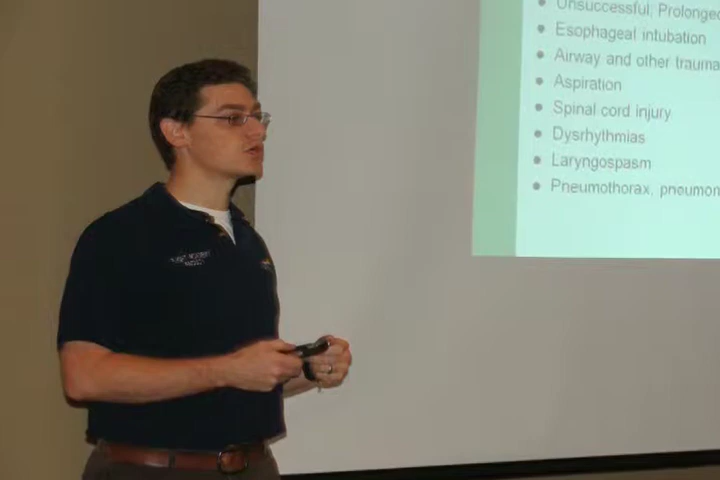 Unsuccessful, Prolonged
Esophageal intubation
Airway and other trauma
Aspiration
Spinal cord injury
Dysrhythmias
Laryngospasm
Pneumothorax, pneumon